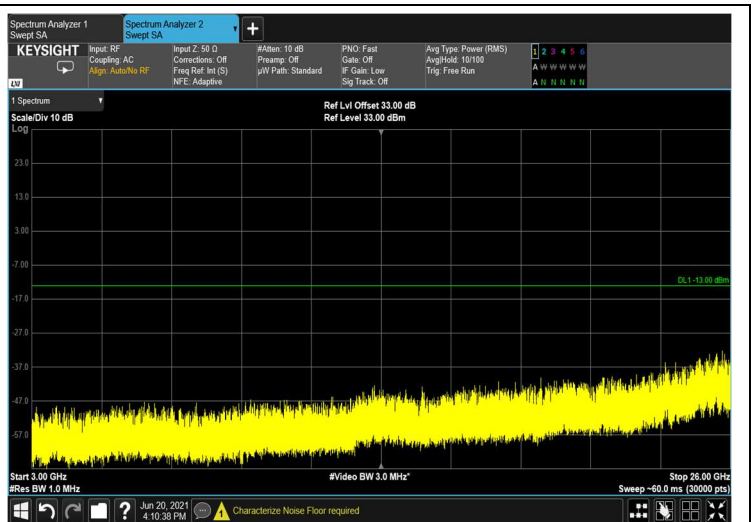 Spectrum Analyzer 1
Swept SA
Spectrum Analyzer 2
Swept SA
+
KEYSIGHT
Input: RF
Coupling: AC
Align: Auto/No RF
Input Z: 50 Ω
Corrections: Off
Freq Ref: Int (S)
NFE: Adaptive
#Atten: 10 dB
Preamp: Off
µW Path: Standard
PNO: Fast
Gate: Off
IF Gain: Low
Sig Track: Off
Avg Type: Power (RMS)
Avg|Hold: 10/100
Trig: Free Run
1 2 3 4 5 6
A W W W W W
A N N N N N
LXI
1 Spectrum
Scale/Div 10 dB
Ref Lvl Offset 33.00 dB
Ref Level 33.00 dBm
Log
23.0
13.0
3.00
-7.00
DL1 -13.00 dBm
-17.0
-27.0
-37.0
-47.0
-57.0
Start 3.00 GHz
#Video BW 3.0 MHz*
Stop 26.00 GHz
#Res BW 1.0 MHz
Sweep ~60.0 ms (30000 pts)
?
Jun 20, 2021
4:10:38 PM
1
Characterize Noise Floor required